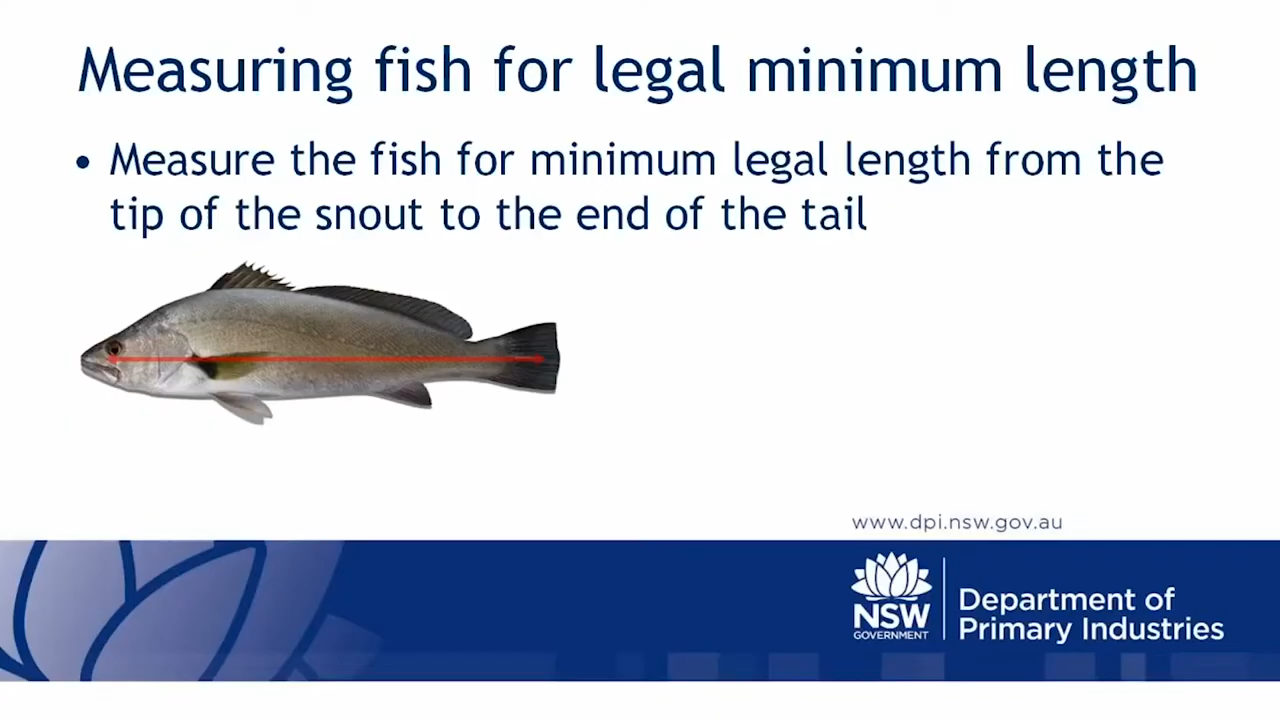 Measuring fish for legal minimum length
• Measure the fish for minimum legal length from the
tip of the snout to the end of the tail
www.dpi.nsw.gov.au
NSW
GOVERNMENT
Department of
Primary Industries